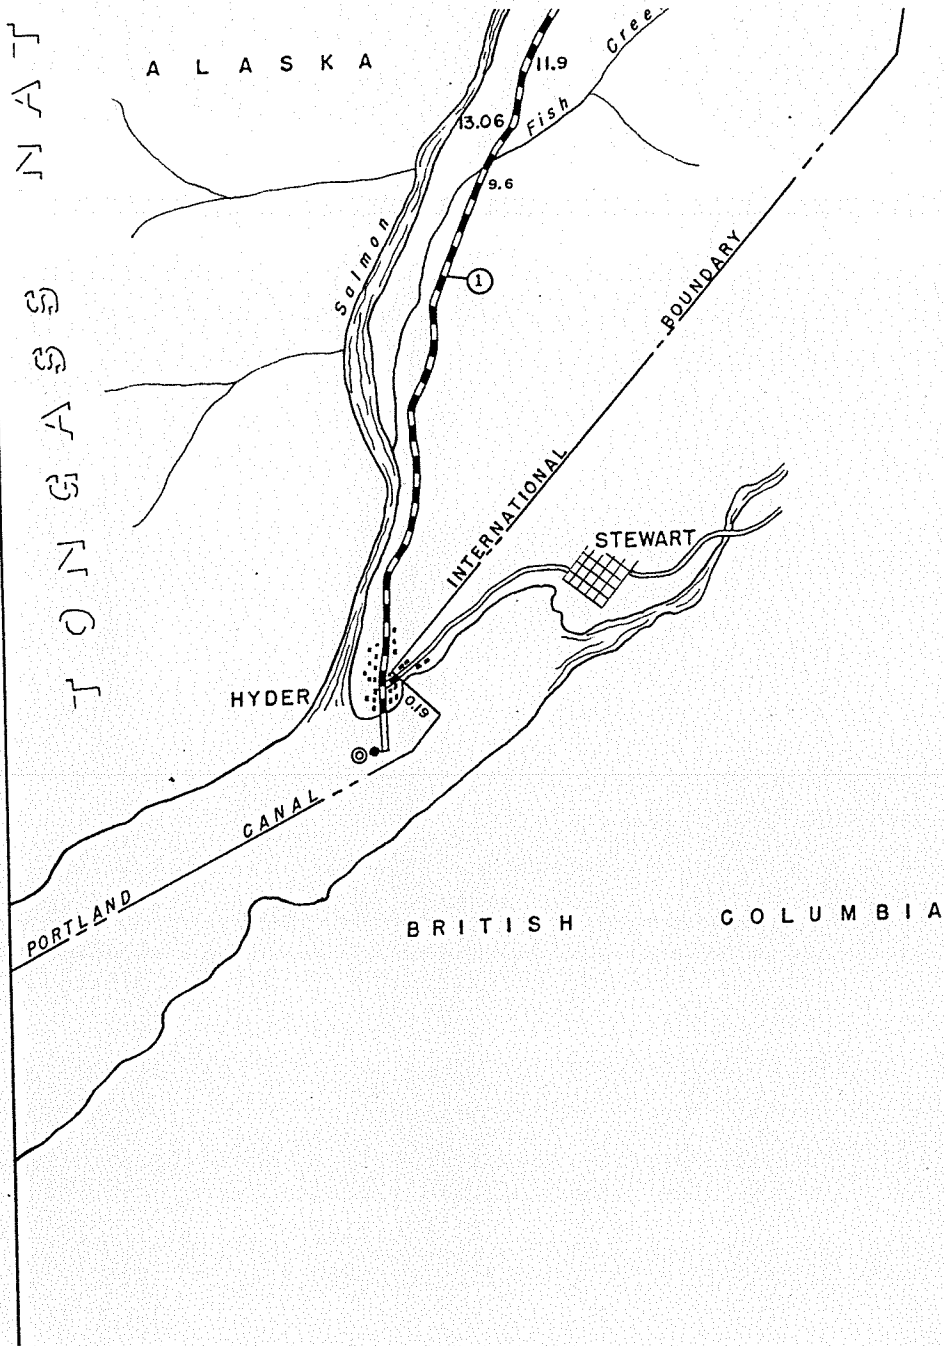 ALASKA
TONGASS NAT
Salmon
11.9
13.06
Fish Cree
9.6
1
INTERNATIONAL BOUNDARY
STEWART
HYDER
0.19
PORTLAND CANAL
BRITISH COLUMBIA